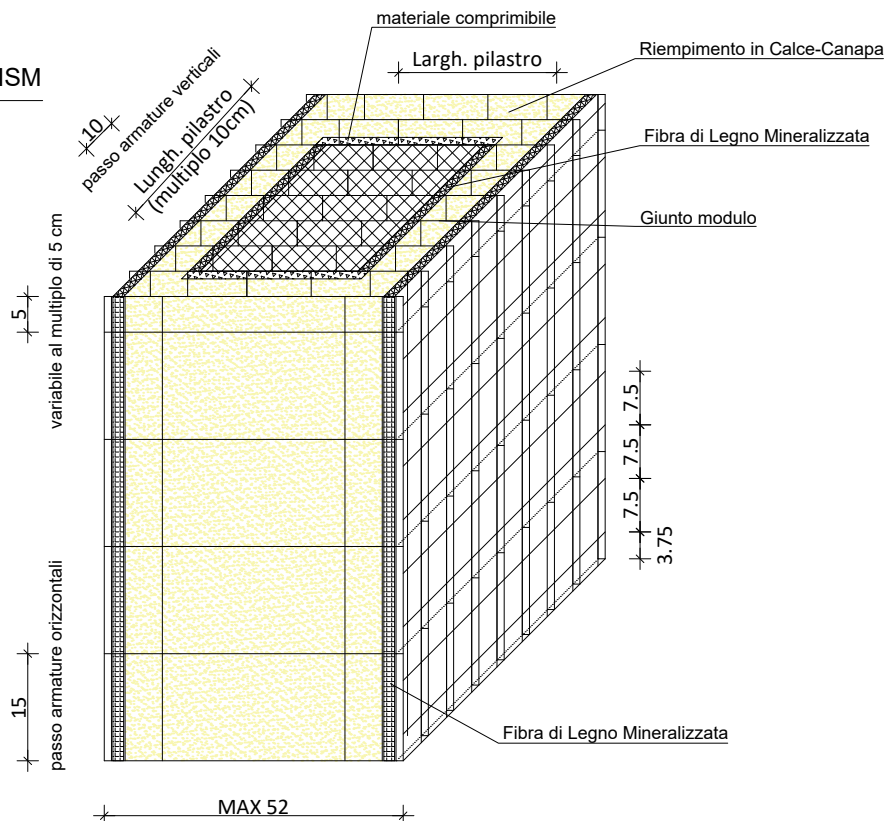 materiale comprimibile
Largh. pilastro
Riempimento in Calce-Canapa
ISM
10
passo armature verticali
Lungh. pilastro
(multiplo 10cm)
Fibra di Legno Mineralizzata
Giunto modulo
5
variabile al multiplo di 5 cm
7.5
7.5
7.5
3.75
15
passo armature orizzontali
Fibra di Legno Mineralizzata
MAX 52